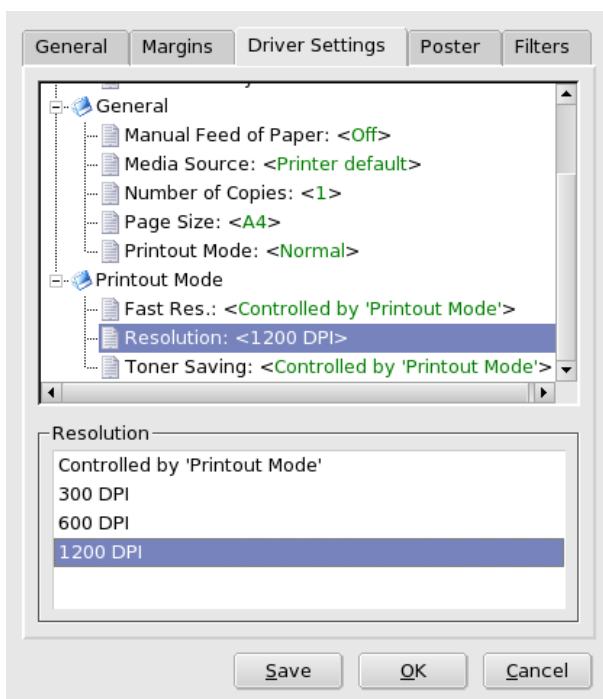 General Margins Driver Settings Poster Filters
General
Manual Feed of Paper: <Off>
Media Source: <Printer default>
Number of Copies: <1>
Page Size: <A4>
Printout Mode: <Normal>
Printout Mode
Fast Res.: <Controlled by 'Printout Mode'>
Resolution: <1200 DPI>
Toner Saving: <Controlled by 'Printout Mode'>
Resolution
Controlled by 'Printout Mode'
300 DPI
600 DPI
1200 DPI
Save OK Cancel